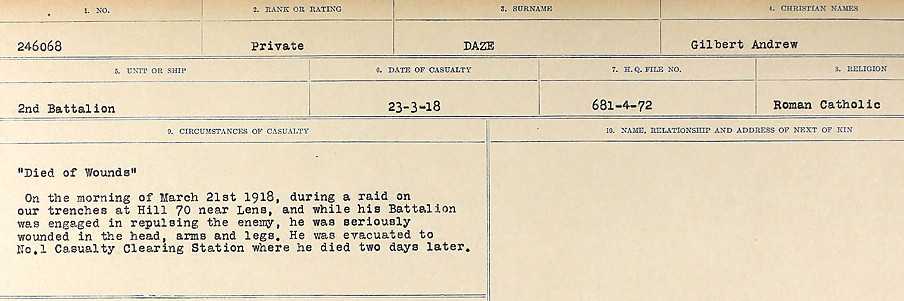 1. NO. 2. RANK OR RATING 3. SURNAME 4. CHRISTIAN NAMES
246068 Private DAZE Gilbert Andrew
5. UNIT OR SHIP 6. DATE OF CASUALTY 7. H.Q. FILE NO. 8. RELIGION
2nd Battalion 23-3-18 681-4-72 Roman Catholic
9. CIRCUMSTANCES OF CASUALTY 10. NAME, RELATIONSHIP AND ADDRESS OF NEXT OF KIN
"Died of Wounds"
On the morning of March 21st 1918, during a raid on
our trenches at Hill 70 near Lens, and while his Battalion
was engaged in repulsing the enemy, he was seriously
wounded in the head, arms and legs. He was evacuated to
No.1 Casualty Clearing Station where he died two days later.